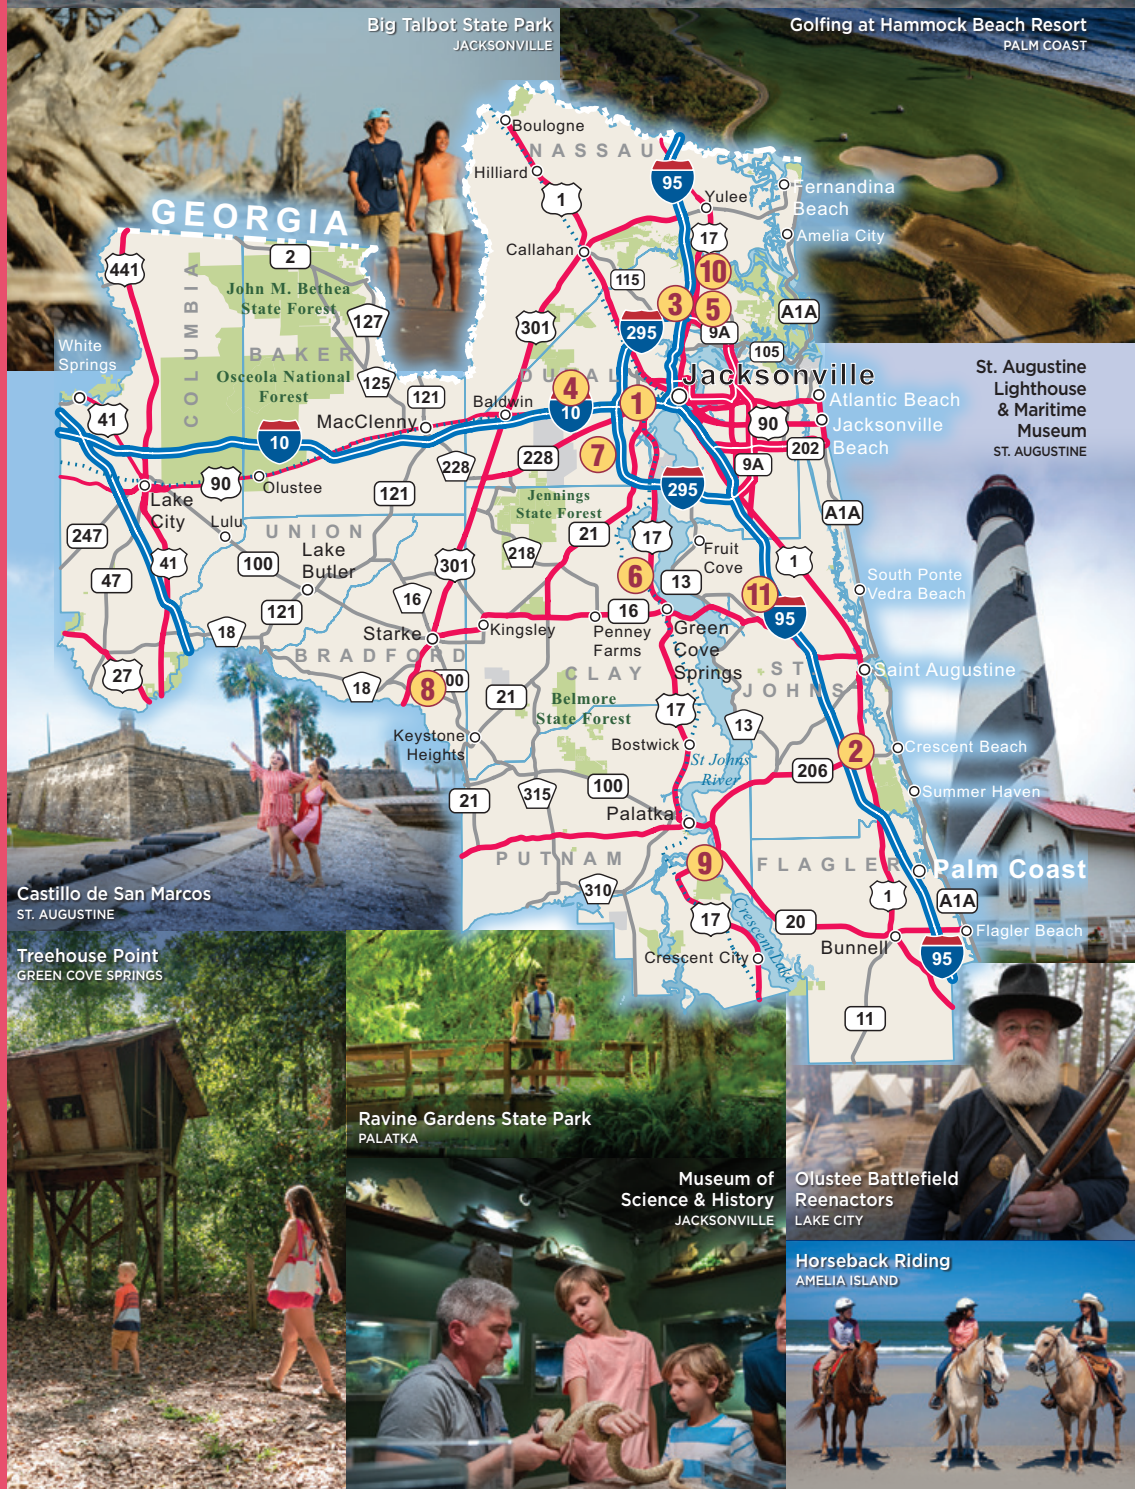 Big Talbot State Park
JACKSONVILLE
Golfing at Hammock Beach Resort
PALM COAST
Boulogne
NASSAU
Hilliard
95
1
Yulee
Fernandina
Beach
GEORGIA
17
Amelia City
Callahan
441
2
10
115
COLUMBIA
John M. Bethea
State Forest
3
5
A1A
127
301
295
9A
White
Springs
BAKER
105
Osceola National
Forest
125
DUVAL
Jacksonville
St. Augustine
Lighthouse
& Maritime
Museum
ST. AUGUSTINE
121
Baldwin
4
10
1
Atlantic Beach
41
MacClenny
90
Jacksonville
Beach
10
202
7
228
228
9A
90
Olustee
295
Lake
City
121
Jennings
State Forest
A1A
Lulu
247
UNION
21
17
Fruit
Cove
Lake
Butler
100
218
1
41
301
South Ponte
Vedra Beach
47
6
13
16
11
121
16
95
18
Starke
Kingsley
Penney
Farms
Green
Cove
Springs
BRADFORD
27
CLAY
ST
JOHNS
Saint Augustine
18
8
100
21
Belmore
State Forest
17
13
Keystone
Heights
Bostwick
2
Crescent Beach
St Johns
River
206
21
315
100
Summer Haven
Palatka
PUTNAM
9
FLAGLER
Palm Coast
310
1
A1A
Castillo de San Marcos
ST. AUGUSTINE
17
Crescent Lake
20
Flagler Beach
Bunnell
Crescent City
95
11
Treehouse Point
GREEN COVE SPRINGS
Ravine Gardens State Park
PALATKA
Museum of
Science & History
JACKSONVILLE
Olustee Battlefield
Reenactors
LAKE CITY
Horseback Riding
AMELIA ISLAND